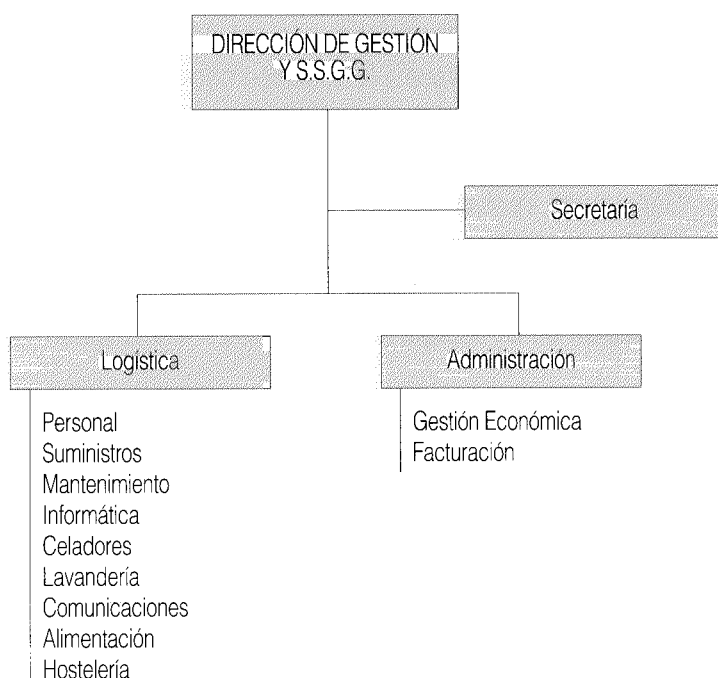 DIRECCIÓN DE GESTIÓN
Y S.S.G.G.
Secretaría
Logística
Administración
Personal
Suministros
Mantenimiento
Informática
Celadores
Lavandería
Comunicaciones
Alimentación
Hostelería
Gestión Económica
Facturación